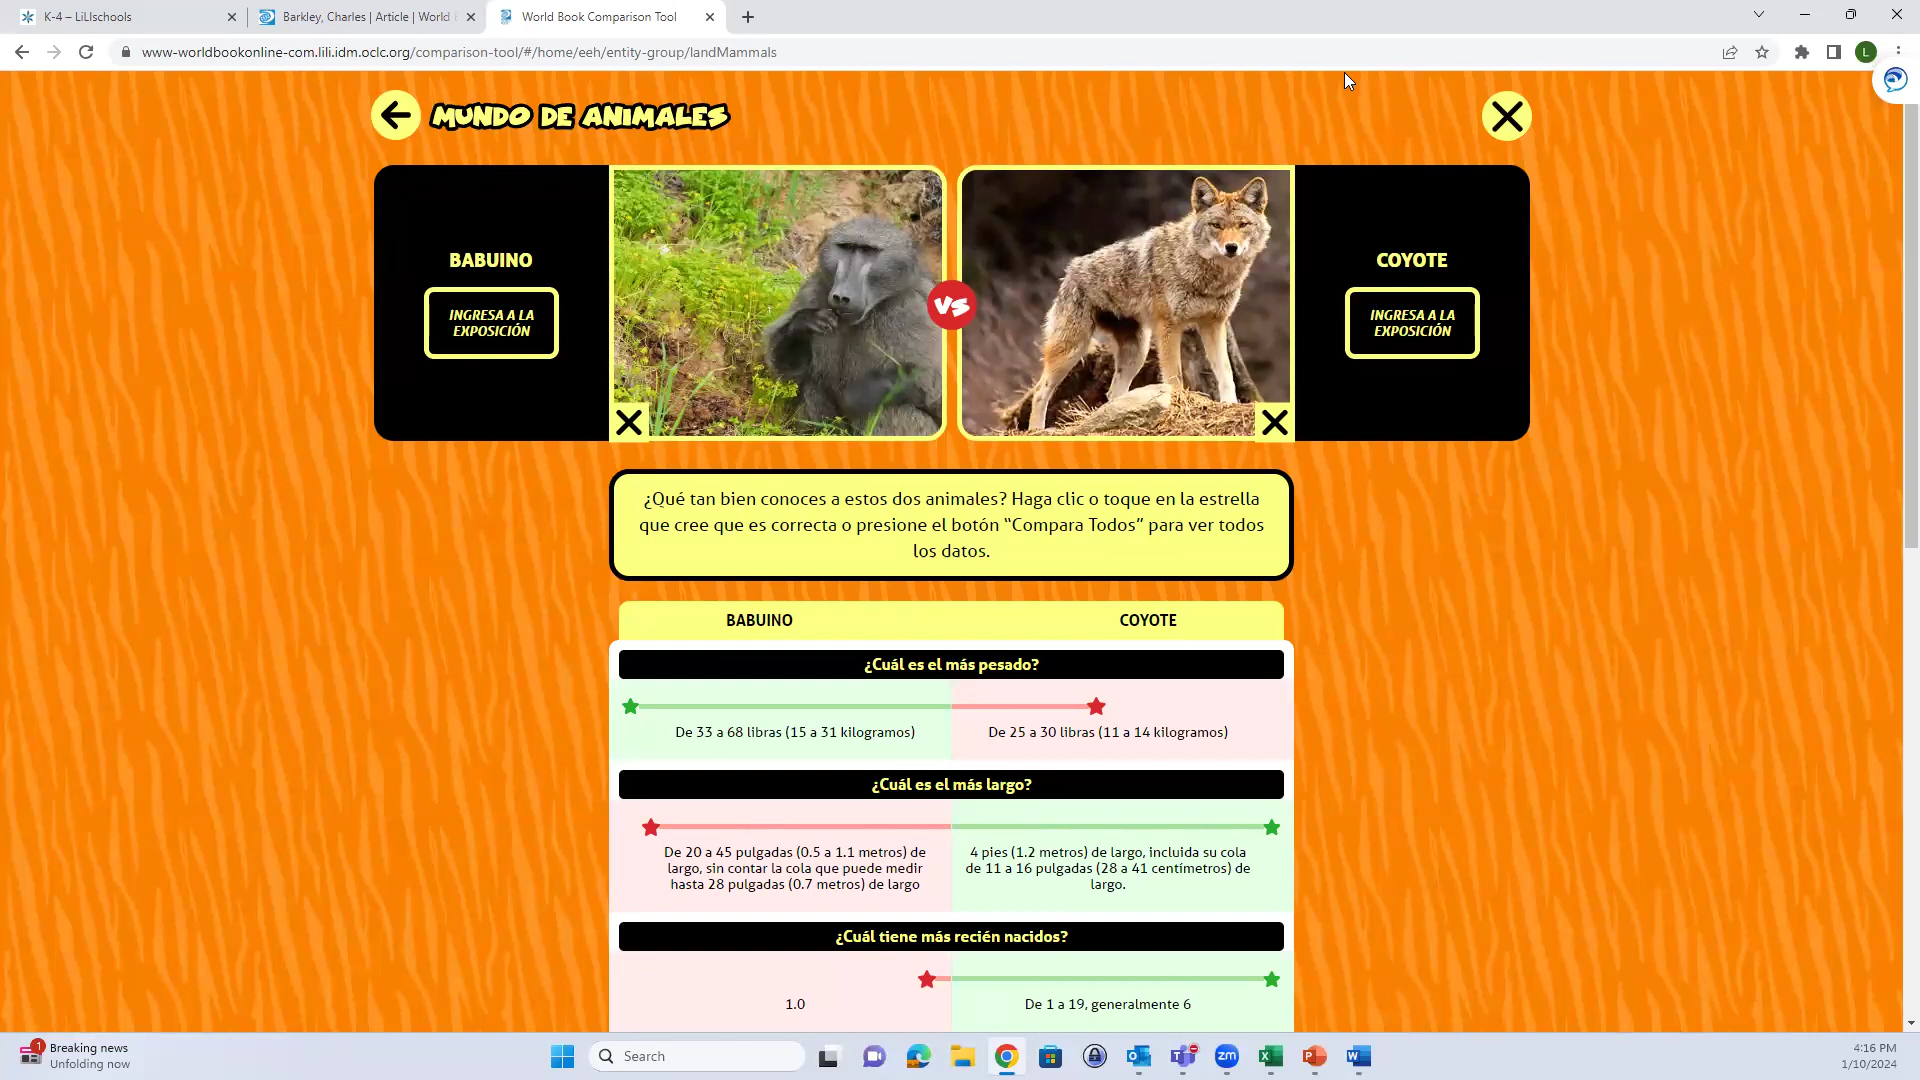 K-4 – LiLIschools
Barkley, Charles | Article | World
World Book Comparison Tool
www-worldbookonline-com.lili.idm.oclc.org/comparison-tool/#/home/eeh/entity-group/landMammals
L
MUNDO DE ANIMALES
BABUINO
INGRESA A LA
EXPOSICIÓN
VS
COYOTE
INGRESA A LA
EXPOSICIÓN
¿Qué tan bien conoces a estos dos animales? Haga clic o toque en la estrella
que cree que es correcta o presione el botón “Compara Todos” para ver todos
los datos.
BABUINO COYOTE
¿Cuál es el más pesado?
De 33 a 68 libras (15 a 31 kilogramos)
De 25 a 30 libras (11 a 14 kilogramos)
¿Cuál es el más largo?
De 20 a 45 pulgadas (0.5 a 1.1 metros) de
largo, sin contar la cola que puede medir
hasta 28 pulgadas (0.7 metros) de largo
4 pies (1.2 metros) de largo, incluida su cola
de 11 a 16 pulgadas (28 a 41 centímetros) de
largo.
¿Cuál tiene más recién nacidos?
1.0
De 1 a 19, generalmente 6
1
Breaking news
Unfolding now
Search
zm
4:16 PM
1/10/2024